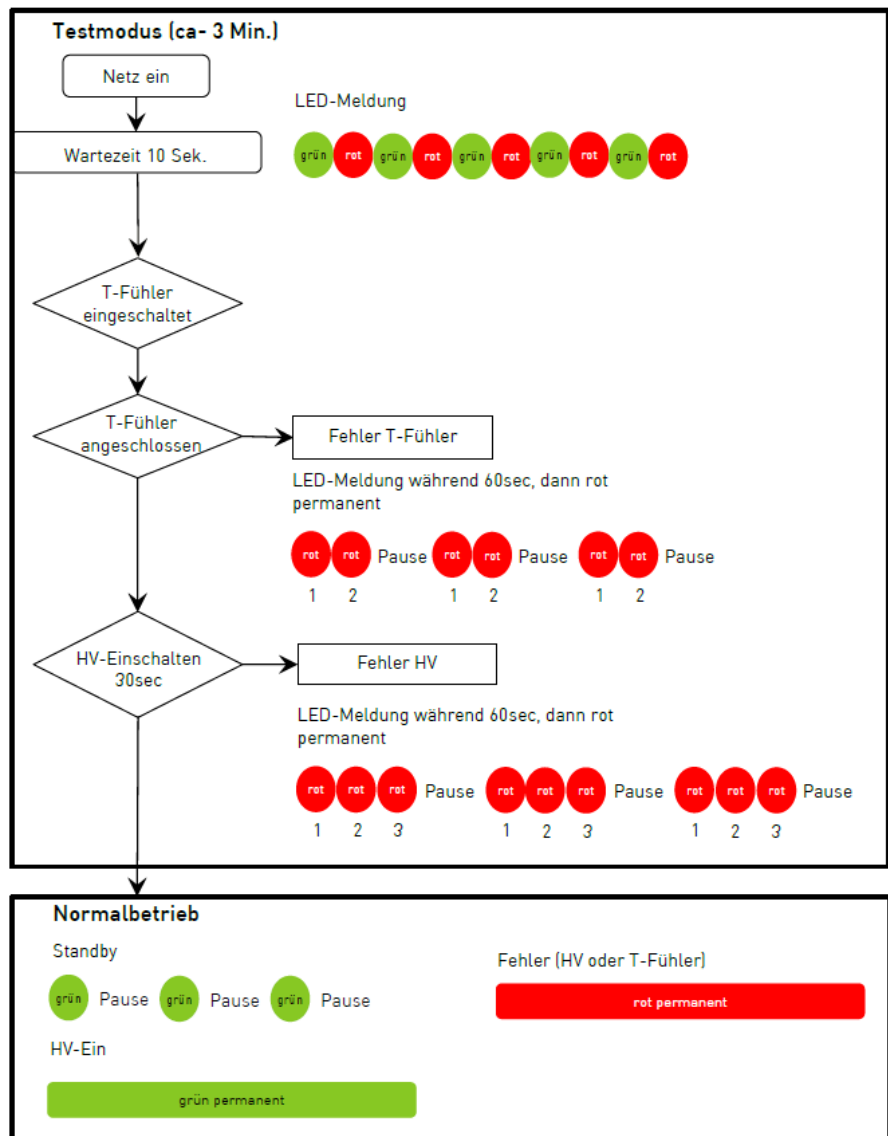 Testmodus (ca- 3 Min.)
Netz ein
LED-Meldung
Wartezeit 10 Sek.
grün rot grün rot grün rot grün rot grün rot
T-Fühler
eingeschaltet
T-Fühler
angeschlossen
Fehler T-Fühler
LED-Meldung während 60sec, dann rot
permanent
rot rot Pause rot rot Pause rot rot Pause
1 2 1 2 1 2
HV-Einschalten
30sec
Fehler HV
LED-Meldung während 60sec, dann rot
permanent
rot rot rot Pause rot rot rot Pause rot rot rot Pause
1 2 3 1 2 3 1 2 3
Normalbetrieb
Standby
grün Pause grün Pause grün Pause
HV-Ein
grün permanent
Fehler (HV oder T-Fühler)
rot permanent